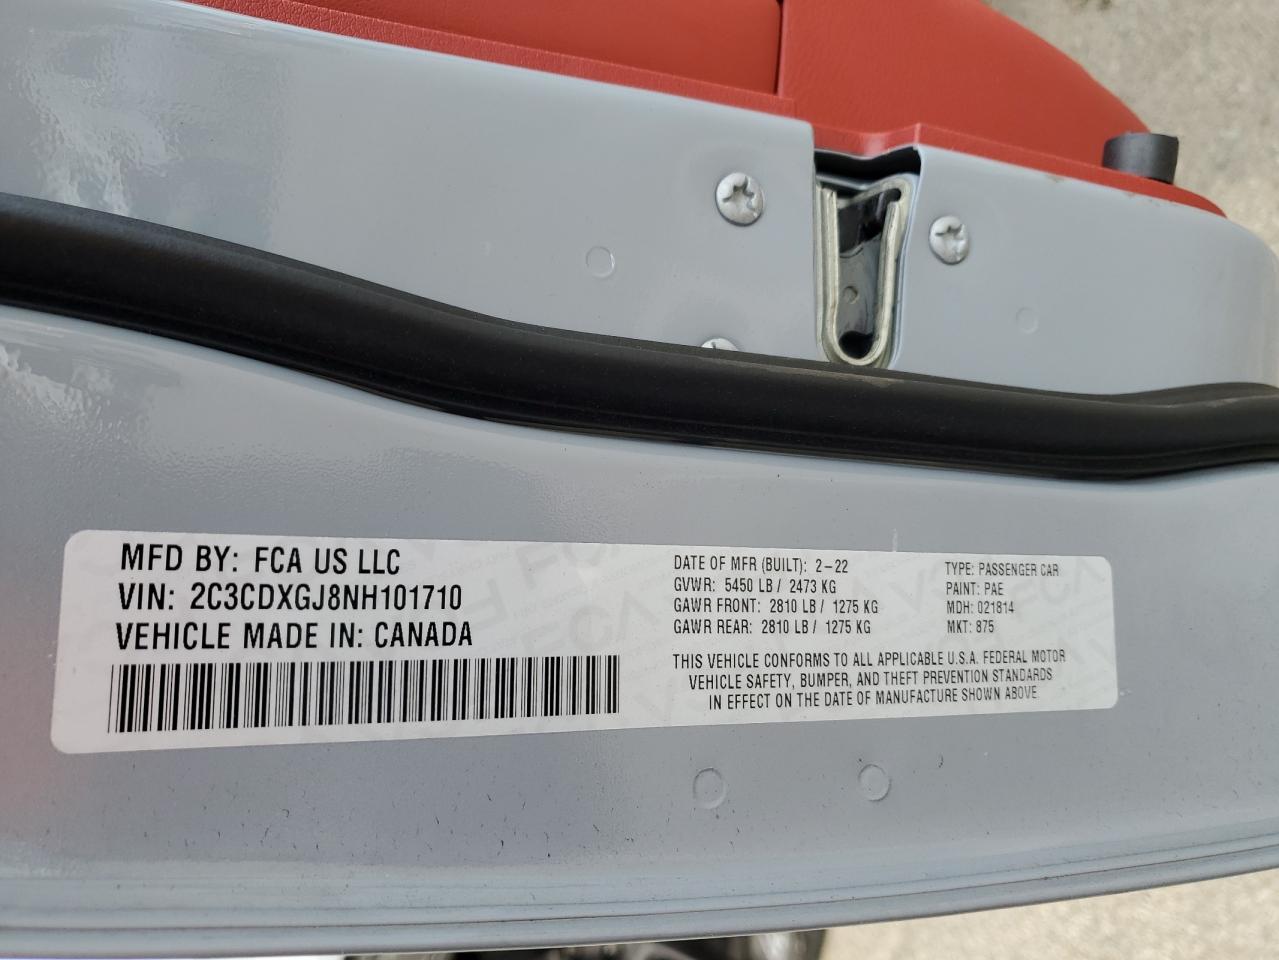 MFD BY: FCA US LLC
VIN: 2C3CDXGJ8NH101710
VEHICLE MADE IN: CANADA
DATE OF MFR (BUILT): 2-22
GVWR: 5450 LB / 2473 KG
GAWR FRONT: 2810 LB / 1275 KG
GAWR REAR: 2810 LB / 1275 KG
TYPE: PASSENGER CAR
PAINT: PAE
MDH: 021814
MKT: 875
THIS VEHICLE CONFORMS TO ALL APPLICABLE U.S.A. FEDERAL MOTOR
VEHICLE SAFETY, BUMPER, AND THEFT PREVENTION STANDARDS
IN EFFECT ON THE DATE OF MANUFACTURE SHOWN ABOVE